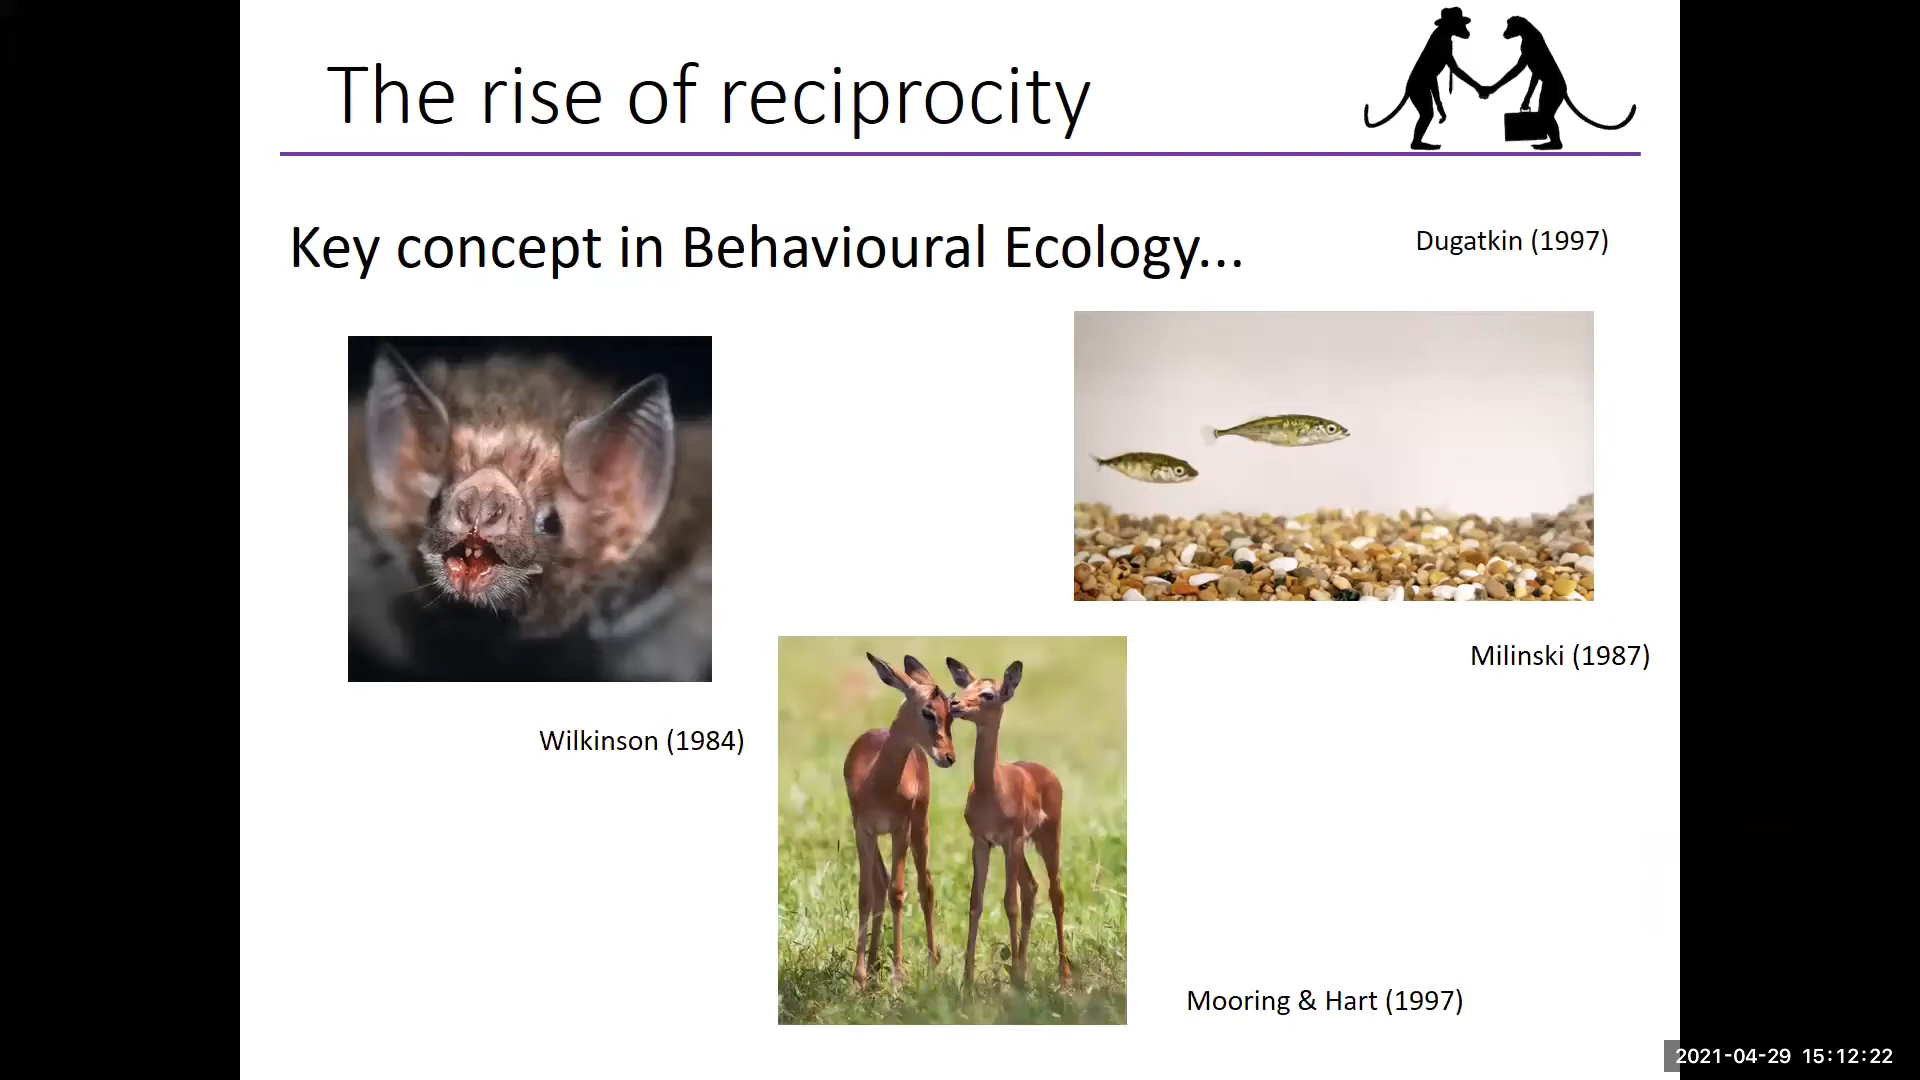 The rise of reciprocity
Key concept in Behavioural Ecology...
Dugatkin (1997)
Milinski (1987)
Wilkinson (1984)
Mooring & Hart (1997)
2021-04-29 15:12:22